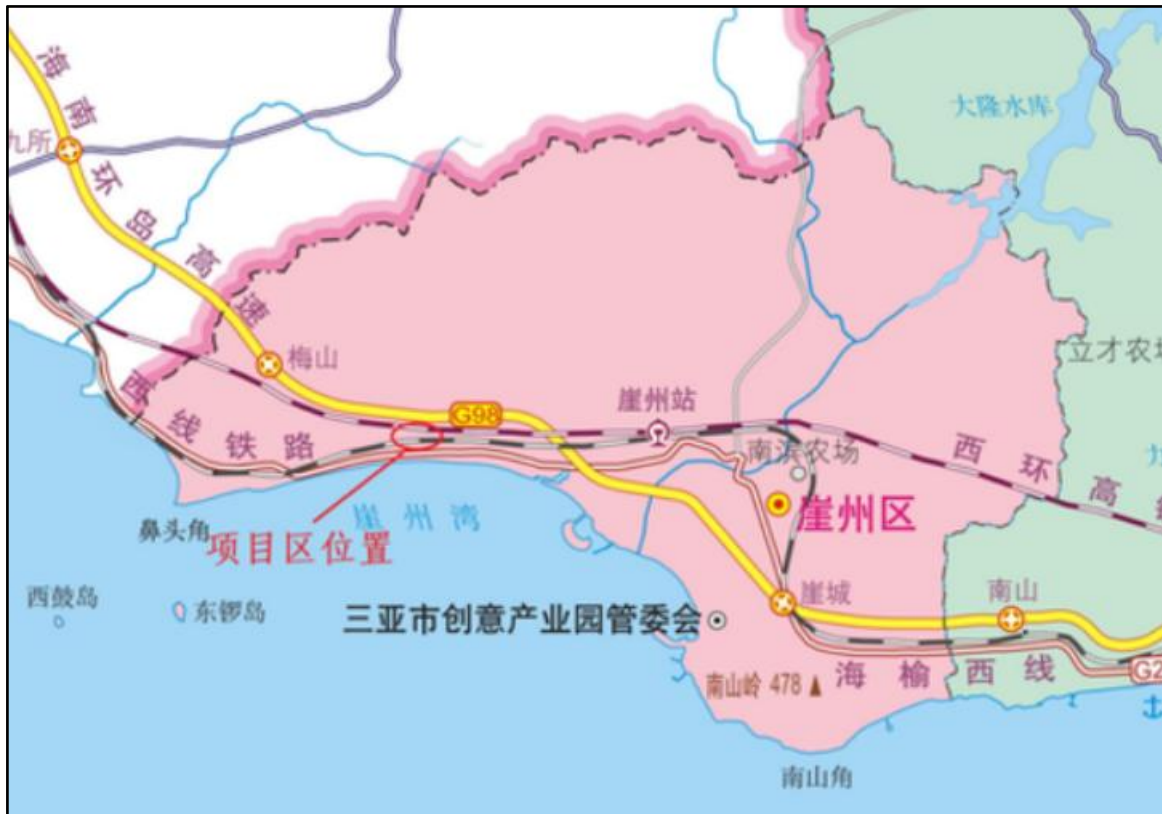 大隆水库
九所
海南环岛高速
立才农场
梅山
崖州站
G98
西线铁路
南滨农场
西环高
崖州区
崖州湾
鼻头角
项目区位置
西鼓岛
东锣岛
崖城
南山
三亚市创意产业园管委会
海榆西线
G2
南山岭 478
南山角